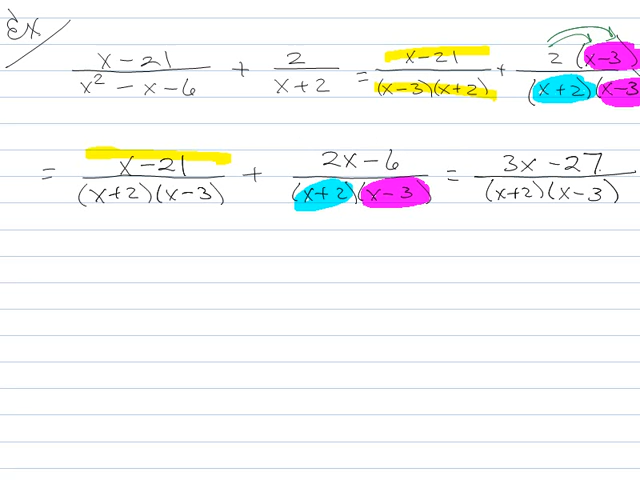 Ex
(x-21)/(x² - x - 6) + 2/(x+2) = (x-21)/((x-3)(x+2)) + (2(x-3))/((x+2)(x-3
= (x-21)/((x+2)(x-3)) + (2x-6)/((x+2)(x-3)) = (3x-27)/((x+2)(x-3))